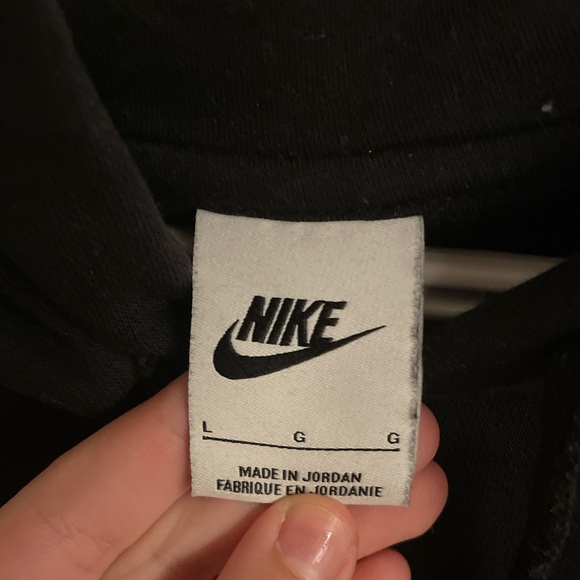 NIKE
L G G
MADE IN JORDAN
FABRIQUE EN JORDANIE